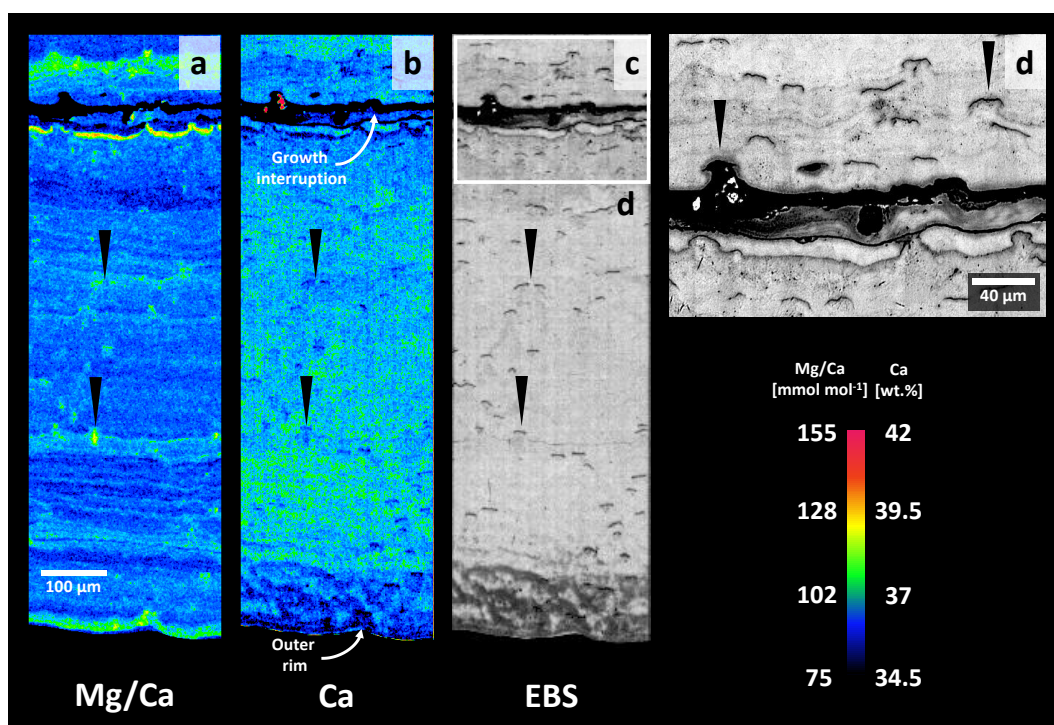 a
b
c
d
Growth
interruption
d
40 µm
Mg/Ca
[mmol mol⁻¹]
Ca
[wt.%]
155
42
128
39.5
102
37
75
34.5
100 µm
Outer
rim
Mg/Ca
Ca
EBS